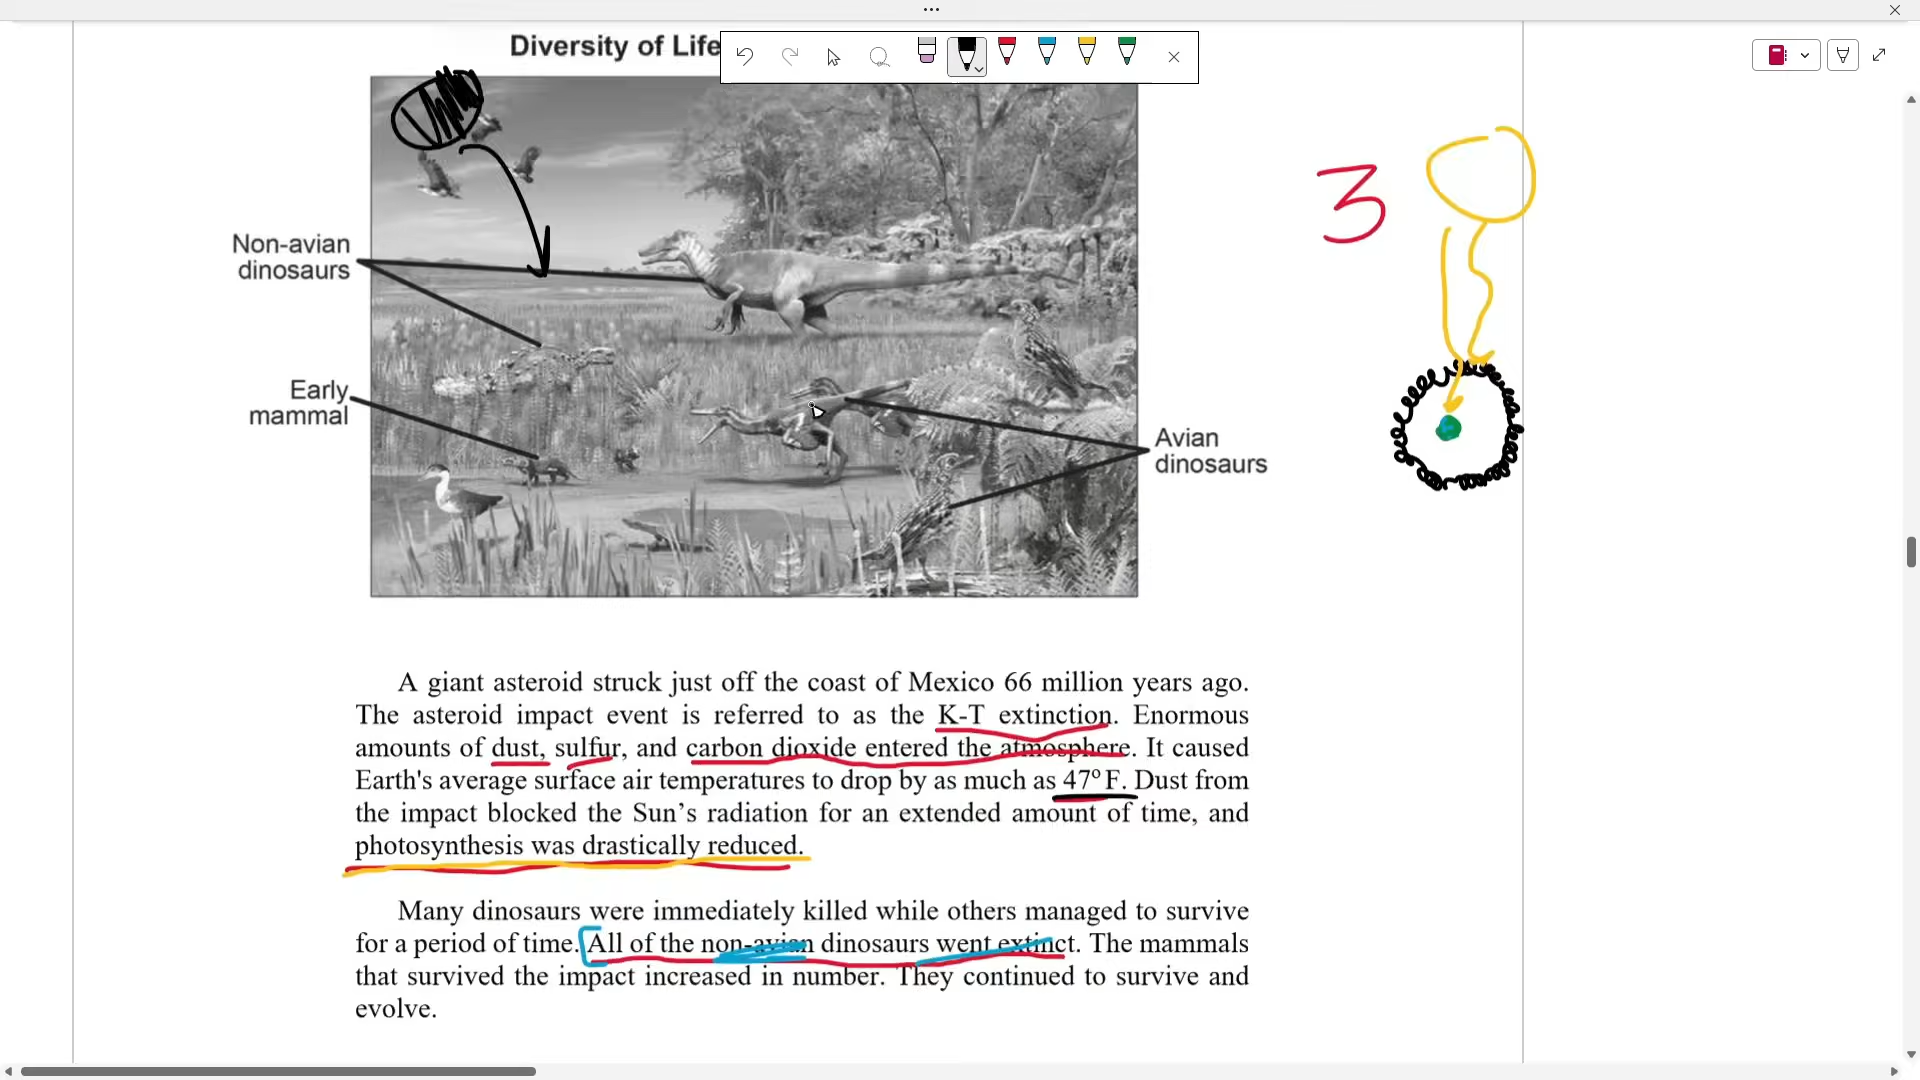 Diversity of Life
Non-avian
dinosaurs
3
Early
mammal
Avian
dinosaurs
A giant asteroid struck just off the coast of Mexico 66 million years ago.
The asteroid impact event is referred to as the K-T extinction. Enormous
amounts of dust, sulfur, and carbon dioxide entered the atmosphere. It caused
Earth's average surface air temperatures to drop by as much as 47° F. Dust from
the impact blocked the Sun’s radiation for an extended amount of time, and
photosynthesis was drastically reduced.
Many dinosaurs were immediately killed while others managed to survive
for a period of time. All of the non-avian dinosaurs went extinct. The mammals
that survived the impact increased in number. They continued to survive and
evolve.